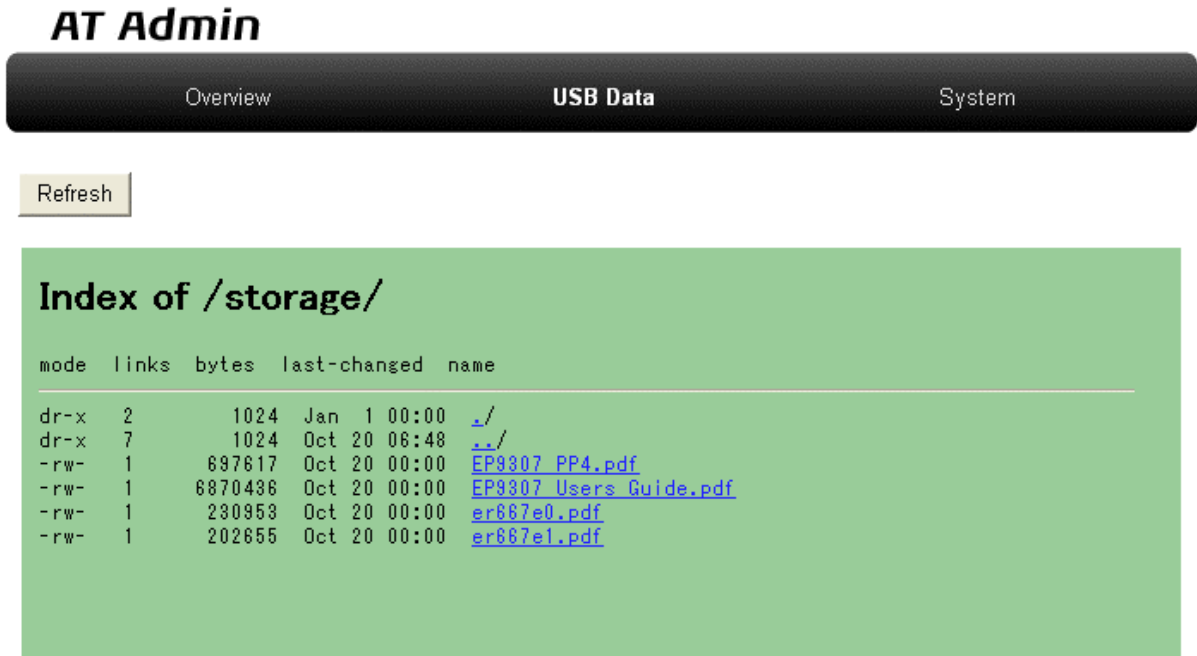 AT Admin
Overview USB Data System
Refresh
Index of /storage/
mode links bytes last-changed name
dr-x 2 1024 Jan 1 00:00 ./
dr-x 7 1024 Oct 20 06:48 ../
-rw- 1 697617 Oct 20 00:00 EP9307_PP4.pdf
-rw- 1 6870436 Oct 20 00:00 EP9307_Users_Guide.pdf
-rw- 1 230953 Oct 20 00:00 er667e0.pdf
-rw- 1 202655 Oct 20 00:00 er667e1.pdf